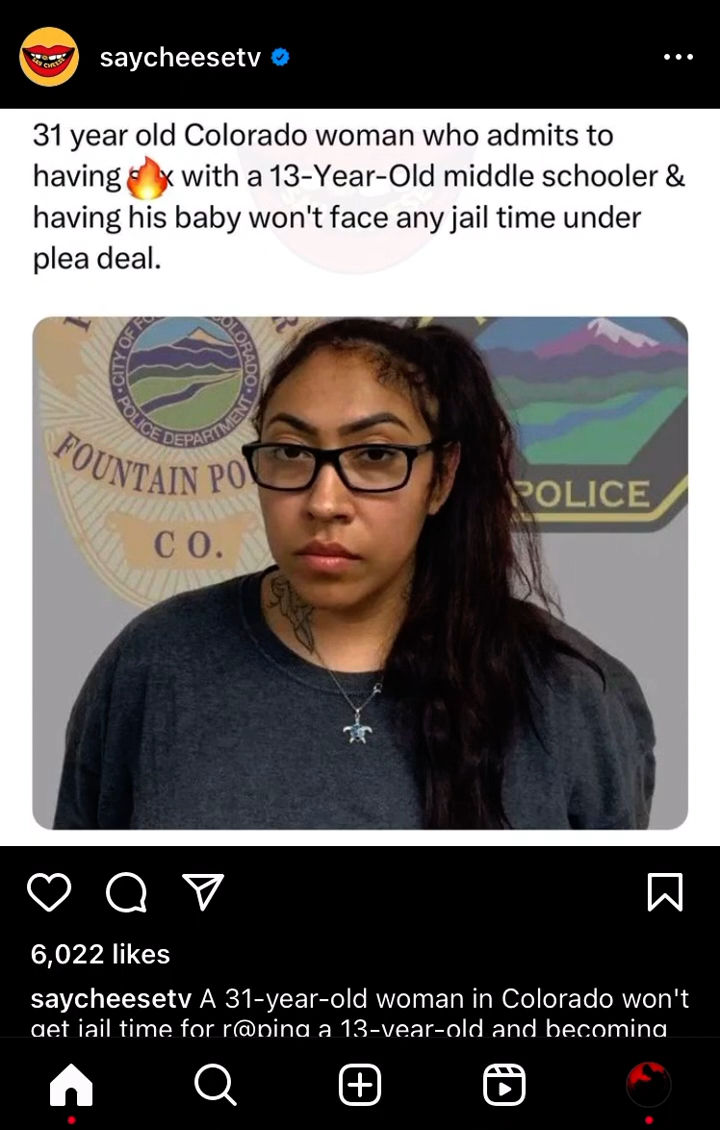 saycheesetv
31 year old Colorado woman who admits to
having 🔥x with a 13-Year-Old middle schooler &
having his baby won't face any jail time under
plea deal.
CITY OF FO
COLORADO
POLICE DEPARTMENT
FOUNTAIN PO
CO.
POLICE
6,022 likes
saycheesetv A 31-year-old woman in Colorado won't
get jail time for r@ping a 13-year-old and becoming